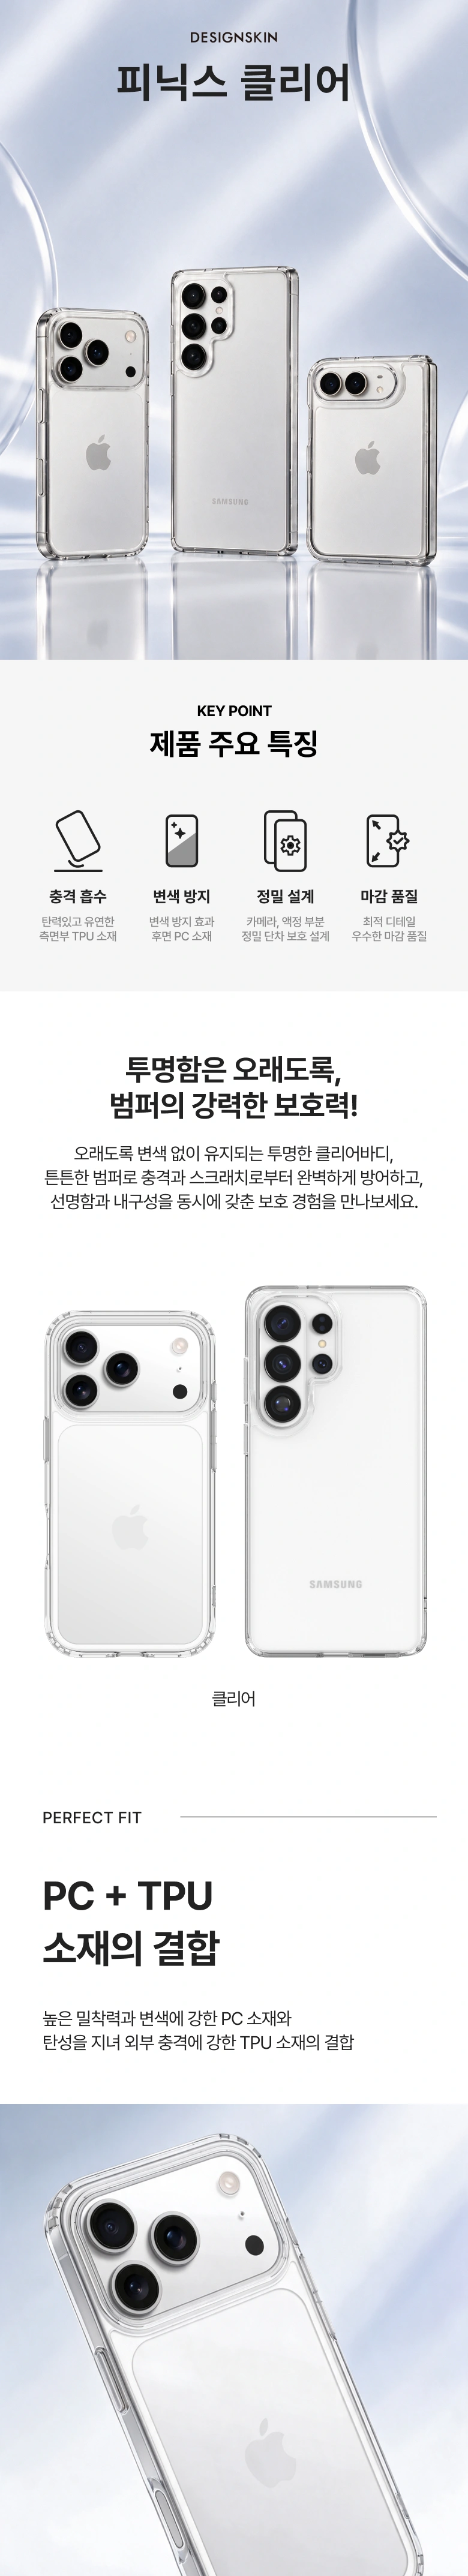 DESIGNSKIN
피닉스 클리어
SAMSUNG
KEY POINT
제품 주요 특징
충격 흡수
탄력있고 유연한
측면부 TPU 소재
변색 방지
변색 방지 효과
후면 PC 소재
정밀 설계
카메라, 액정 부분
정밀 단차 보호 설계
마감 품질
최적 디테일
우수한 마감 품질
투명함은 오래도록,
범퍼의 강력한 보호력!
오래도록 변색 없이 유지되는 투명한 클리어바디,
튼튼한 범퍼로 충격과 스크래치로부터 완벽하게 방어하고,
선명함과 내구성을 동시에 갖춘 보호 경험을 만나보세요.
SAMSUNG
클리어
PERFECT FIT
PC + TPU
소재의 결합
높은 밀착력과 변색에 강한 PC 소재와
탄성을 지녀 외부 충격에 강한 TPU 소재의 결합